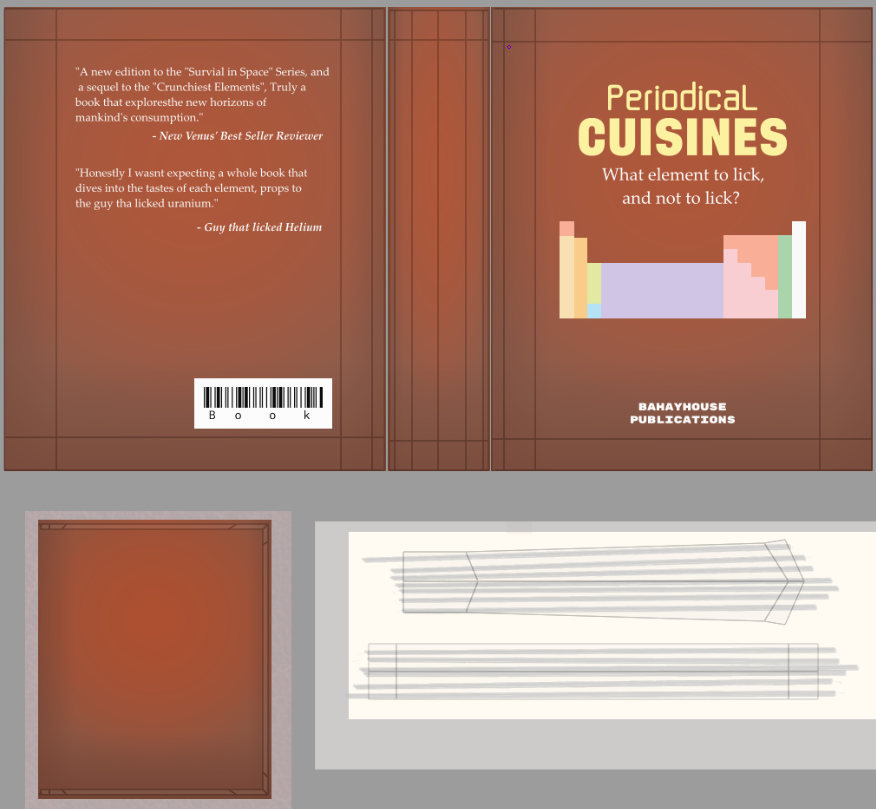 "A new edition to the "Survial in Space" Series, and
a sequel to the "Crunchiest Elements", Truly a
book that exploresthe new horizons of
mankind's consumption."
- New Venus' Best Seller Reviewer
"Honestly I wasnt expecting a whole book that
dives into the tastes of each element, props to
the guy tha licked uranium."
- Guy that licked Helium
B o o k
Periodical
CUISINES
What element to lick,
and not to lick?
BAHAYHOUSE
PUBLICATIONS